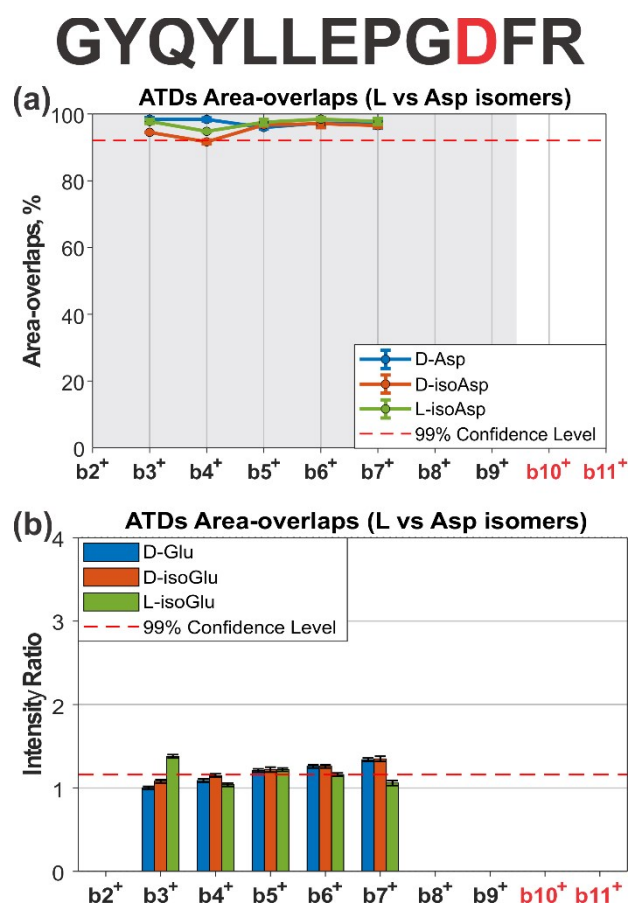 GYQYLLEPGDFR
(a)
ATDs Area-overlaps (L vs Asp isomers)
Area-overlaps, %
100
80
60
40
20
0
D-Asp
D-isoAsp
L-isoAsp
99% Confidence Level
b2+ b3+ b4+ b5+ b6+ b7+ b8+ b9+ b10+ b11+
(b)
ATDs Area-overlaps (L vs Asp isomers)
Intensity Ratio
4
3
2
1
0
D-Glu
D-isoGlu
L-isoGlu
99% Confidence Level
b2+ b3+ b4+ b5+ b6+ b7+ b8+ b9+ b10+ b11+